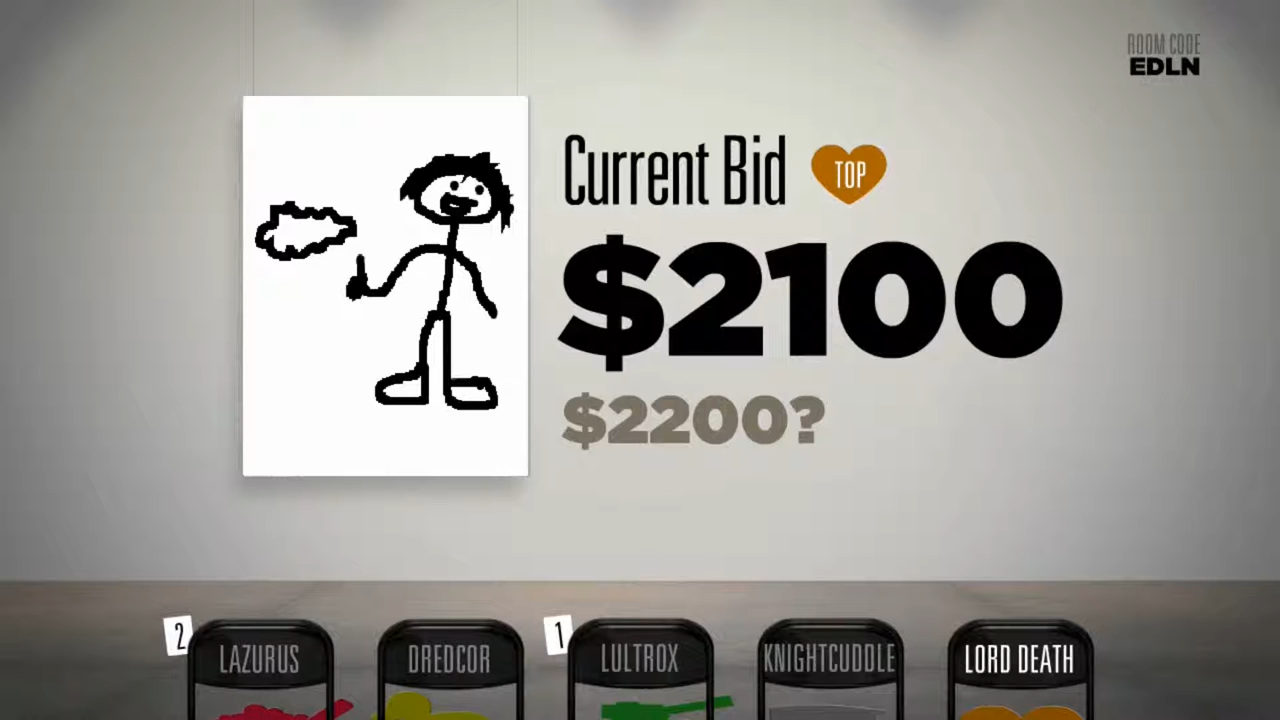 ROOM CODE
EDLN
Current Bid TOP
$2100
$2200?
2 LAZURUS DREDCOR 1 LULTROX KNIGHTCUDDLE LORD DEATH